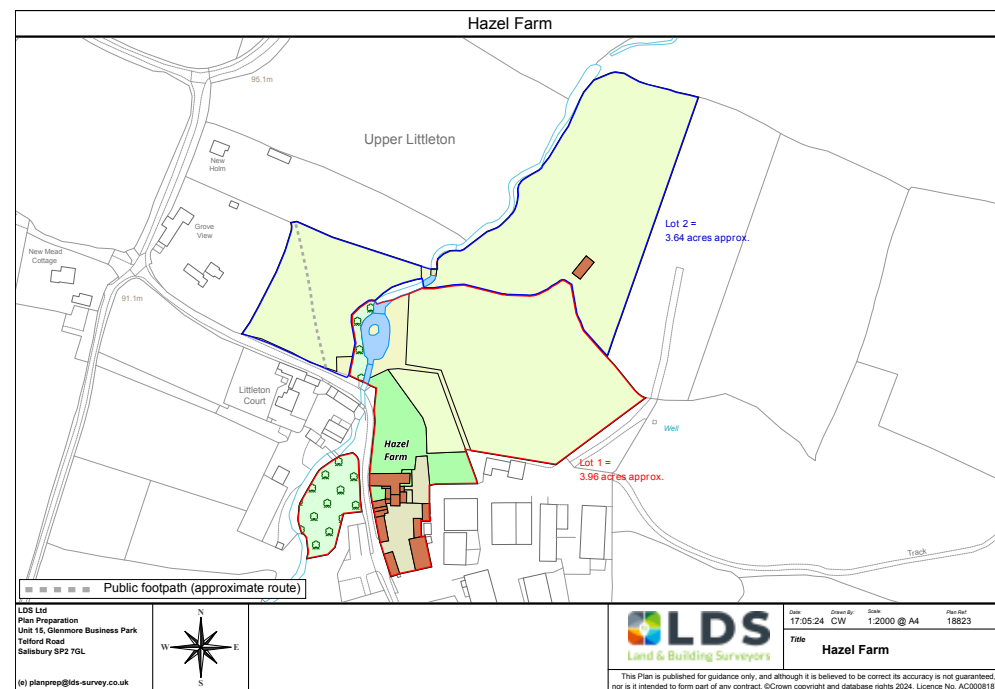 Hazel Farm
95.1m
Upper Littleton
New
Holm
Grove
View
New Mead
Cottage
91.1m
Lot 2 =
3.64 acres approx.
Littleton
Court
Hazel
Farm
Well
Lot 1 =
3.96 acres approx.
Track
Public footpath (approximate route)
LDS Ltd
Plan Preparation
Unit 15, Glenmore Business Park
Telford Road
Salisbury SP2 7GL
(e) planprep@lds-survey.co.uk
N
W E
S
LDS
Land & Building Surveyors
Date: Drawn By: Scale: Plan Ref:
17:05:24 CW 1:2000 @ A4 18823
Title
Hazel Farm
This Plan is published for guidance only, and although it is believed to be correct its accuracy is not guaranteed,
nor is it intended to form part of any contract. ©Crown copyright and database rights 2024. Licence No. AC000818